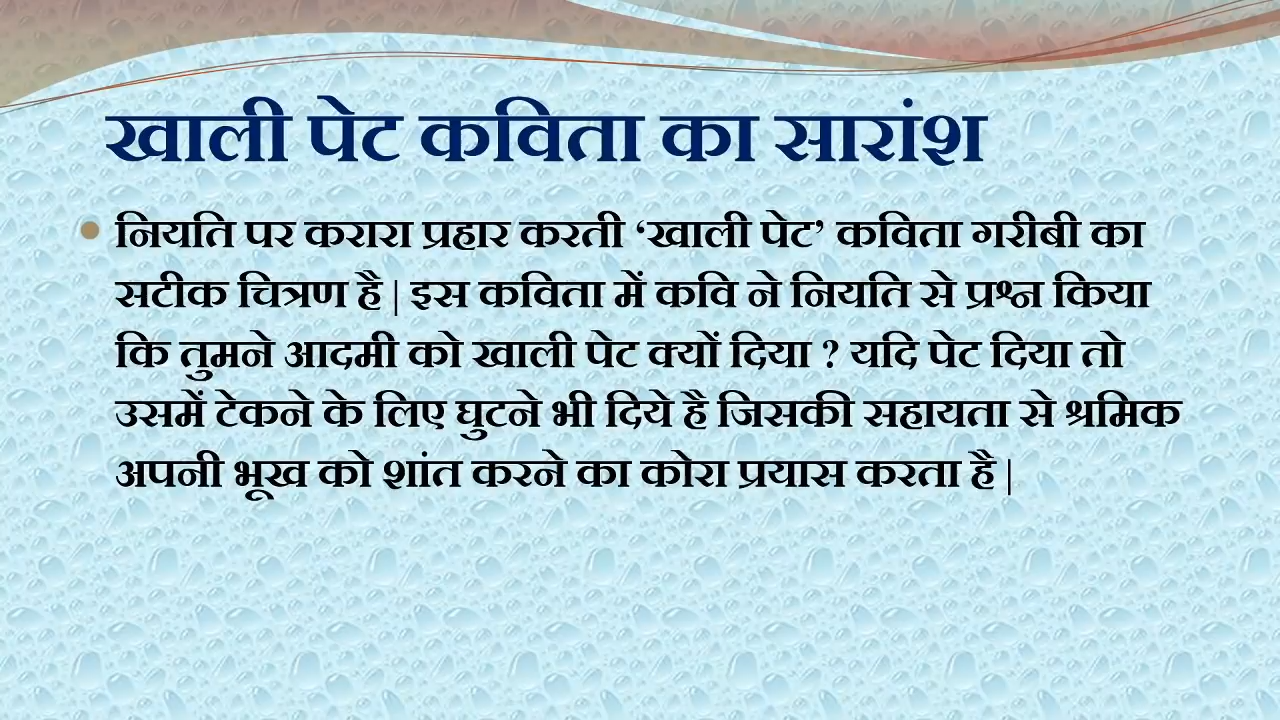 खाली पेट कविता का सारांश
नियति पर करारा प्रहार करती ‘खाली पेट’ कविता गरीबी का
सटीक चित्रण है | इस कविता में कवि ने नियति से प्रश्न किया
कि तुमने आदमी को खाली पेट क्यों दिया ? यदि पेट दिया तो
उसमें टेकने के लिए घुटने भी दिये है जिसकी सहायता से श्रमिक
अपनी भूख को शांत करने का कोरा प्रयास करता है |